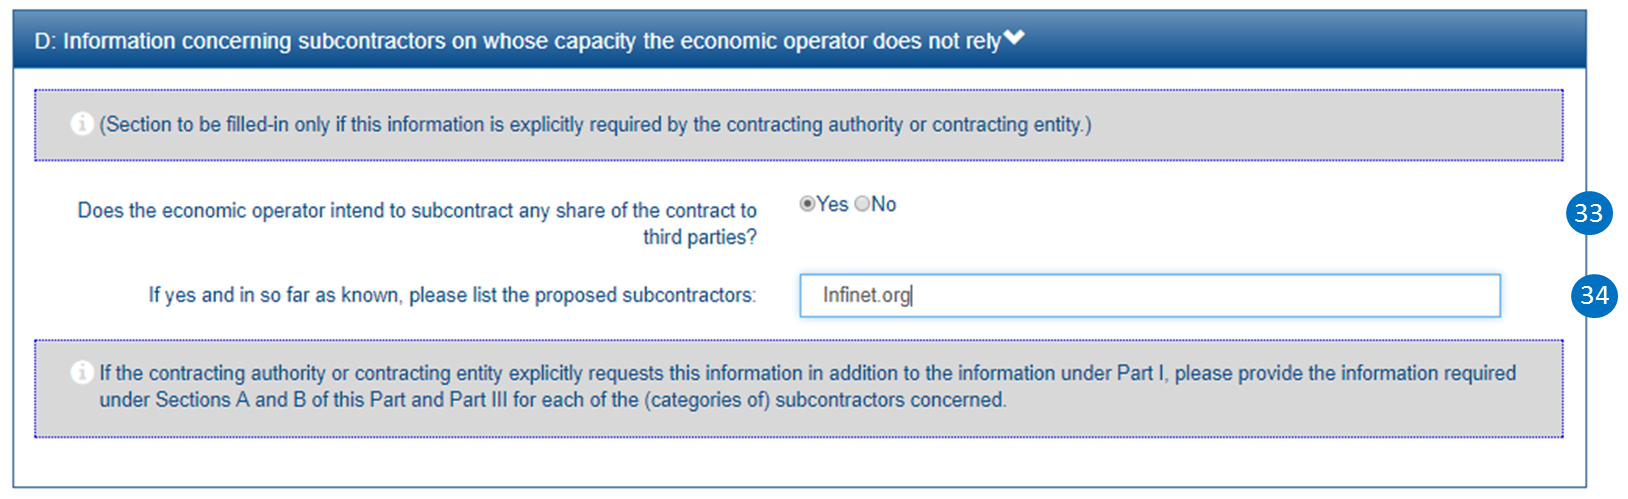 D: Information concerning subcontractors on whose capacity the economic operator does not rely
(Section to be filled-in only if this information is explicitly required by the contracting authority or contracting entity.)
Does the economic operator intend to subcontract any share of the contract to
third parties?
Yes No
33
If yes and in so far as known, please list the proposed subcontractors:
Infinet.org
34
If the contracting authority or contracting entity explicitly requests this information in addition to the information under Part I, please provide the information required
under Sections A and B of this Part and Part III for each of the (categories of) subcontractors concerned.